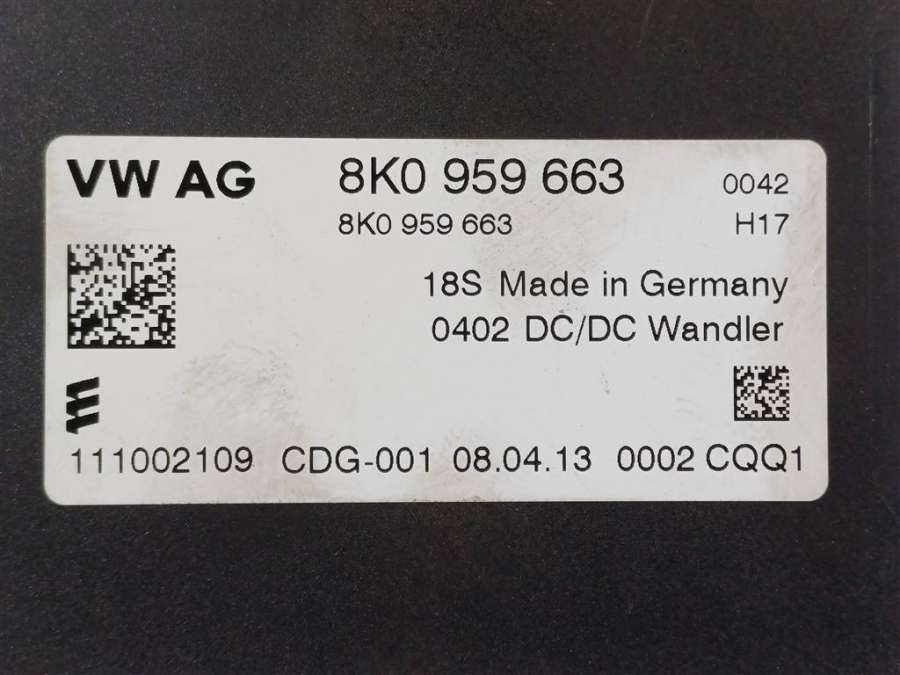 VW AG 8K0 959 663 0042
8K0 959 663 H17
18S Made in Germany
0402 DC/DC Wandler
111002109 CDG-001 08.04.13 0002 CQQ1